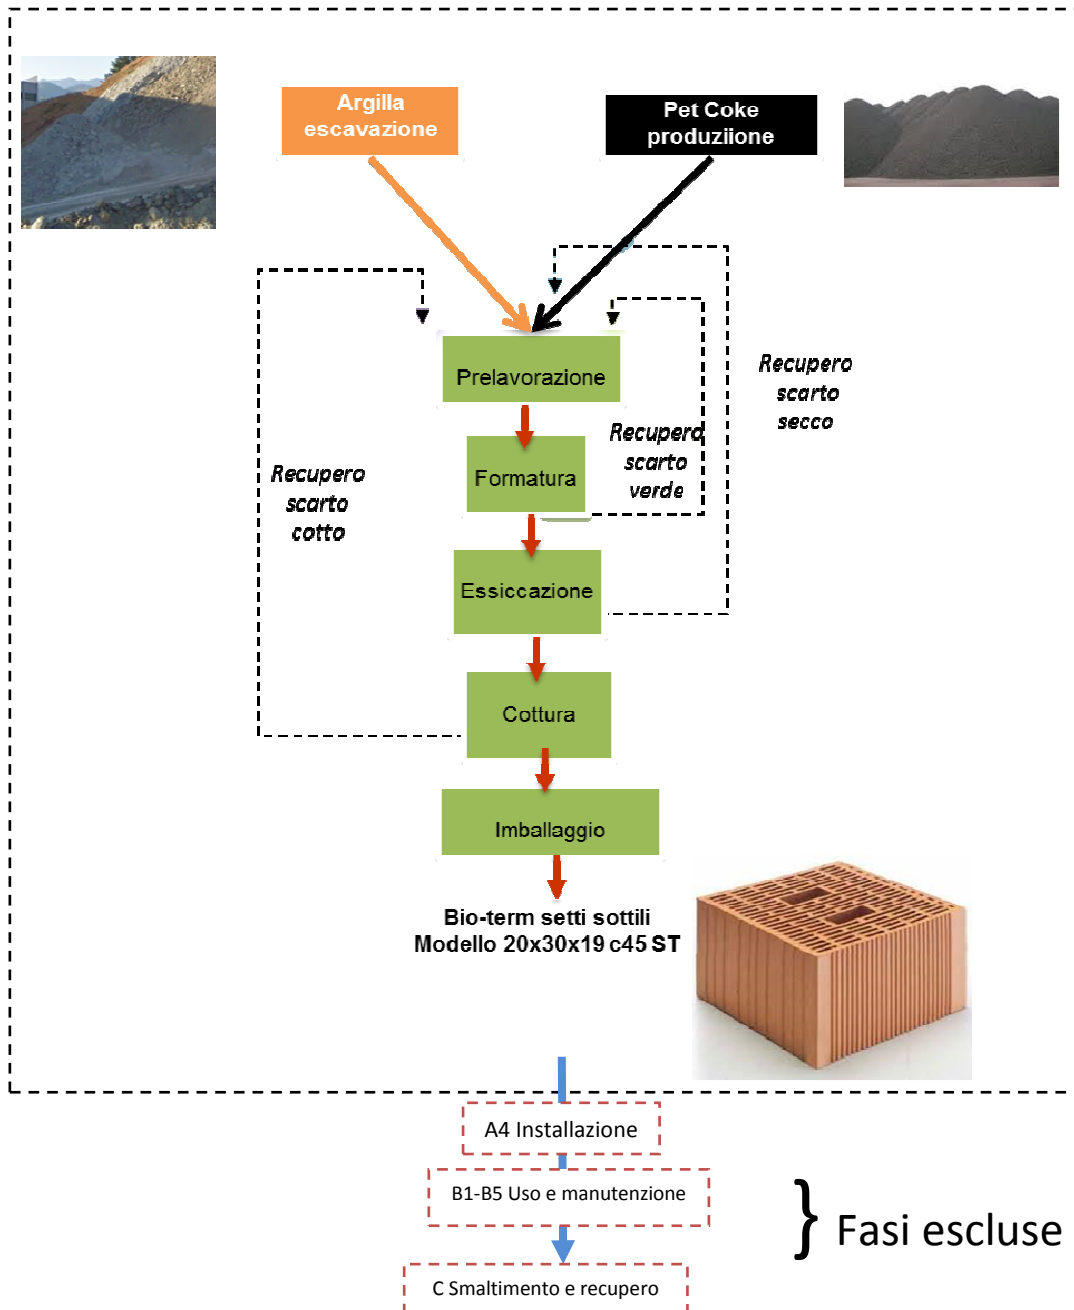 Argilla
escavazione
Pet Coke
produziione
Prelavorazione
Recupero
scarto
secco
Recupero
scarto
verde
Formatura
Recupero
scarto
cotto
Essiccazione
Cottura
Imballaggio
Bio-term setti sottili
Modello 20x30x19 c45 ST
A4 Installazione
B1-B5 Uso e manutenzione
} Fasi escluse
C Smaltimento e recupero